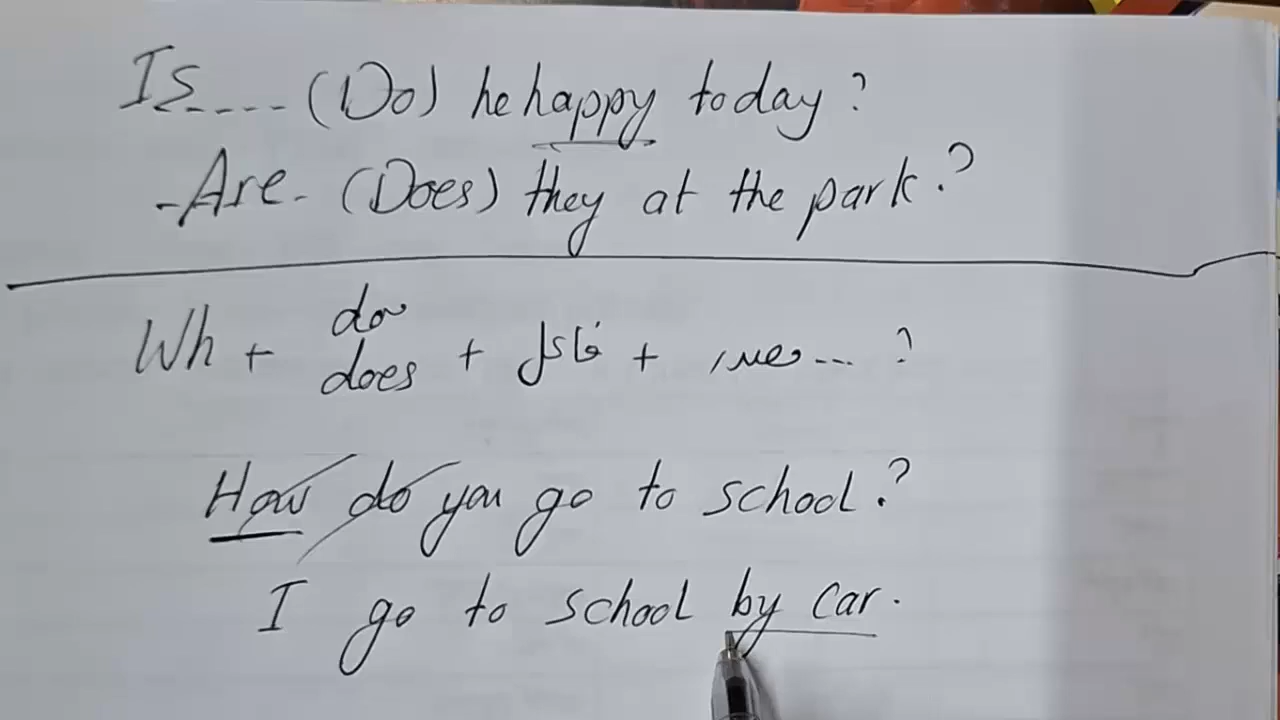 Is.... (Do) he happy today?
-Are- (Does) they at the park.?
Wh + do
does + فاعل + مصدر ... ?
How do you go to school.?
I go to school by car.